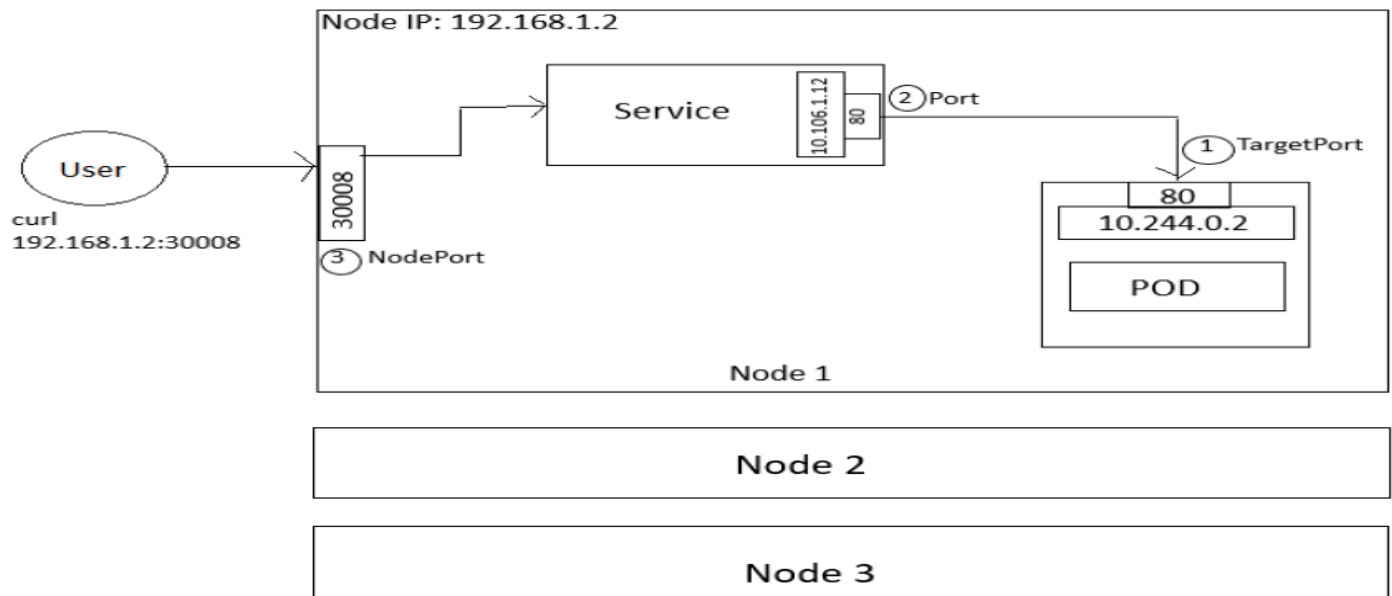 Node IP: 192.168.1.2
Service
10.106.1.12
80
2 Port
User
curl
192.168.1.2:30008
30008
3 NodePort
1 TargetPort
80
10.244.0.2
POD
Node 1
Node 2
Node 3